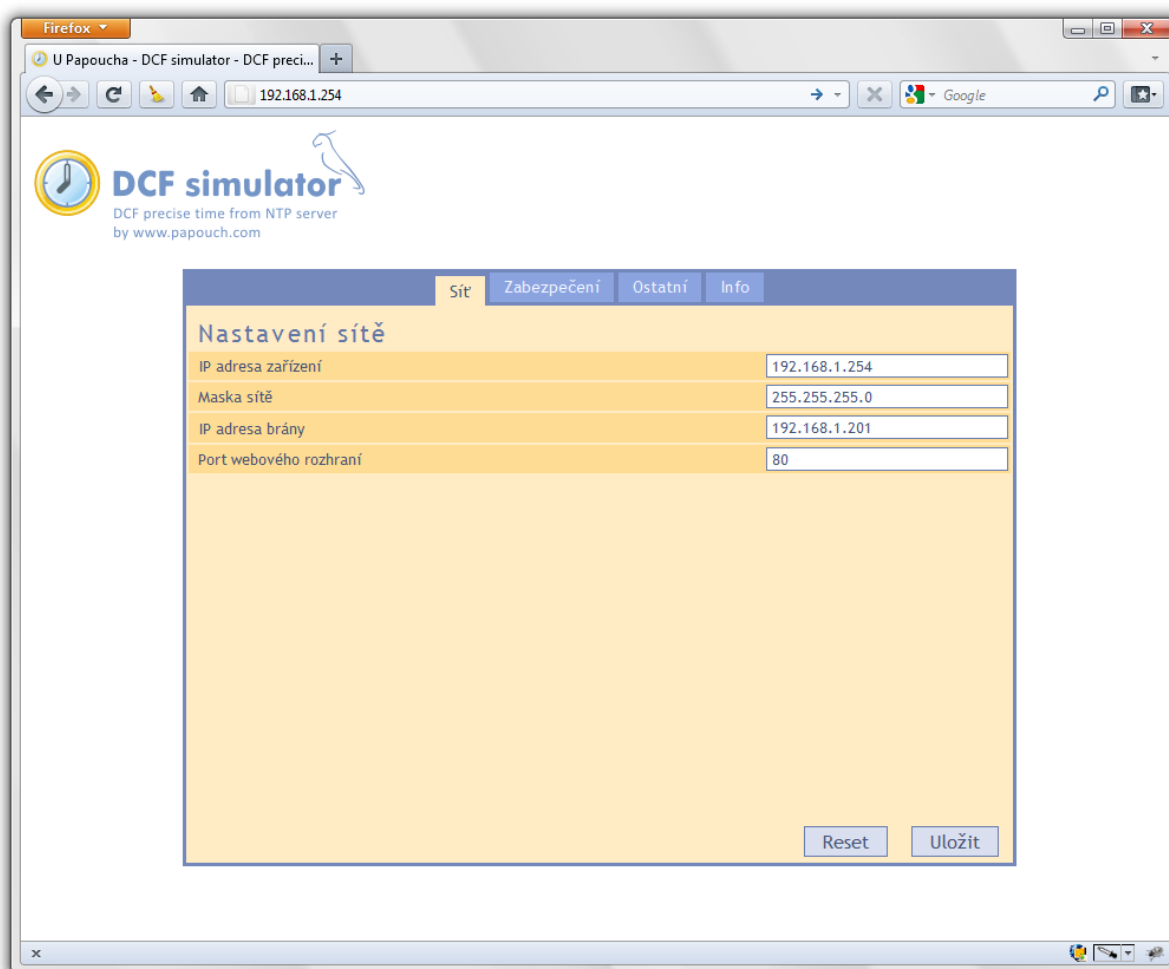 Firefox
U Papoucha - DCF simulator - DCF preci...
192.168.1.254
Google
DCF simulator
DCF precise time from NTP server
by www.papouch.com
Síť Zabezpečení Ostatní Info
Nastavení sítě
IP adresa zařízení 192.168.1.254
Maska sítě 255.255.255.0
IP adresa brány 192.168.1.201
Port webového rozhraní 80
Reset Uložit
x